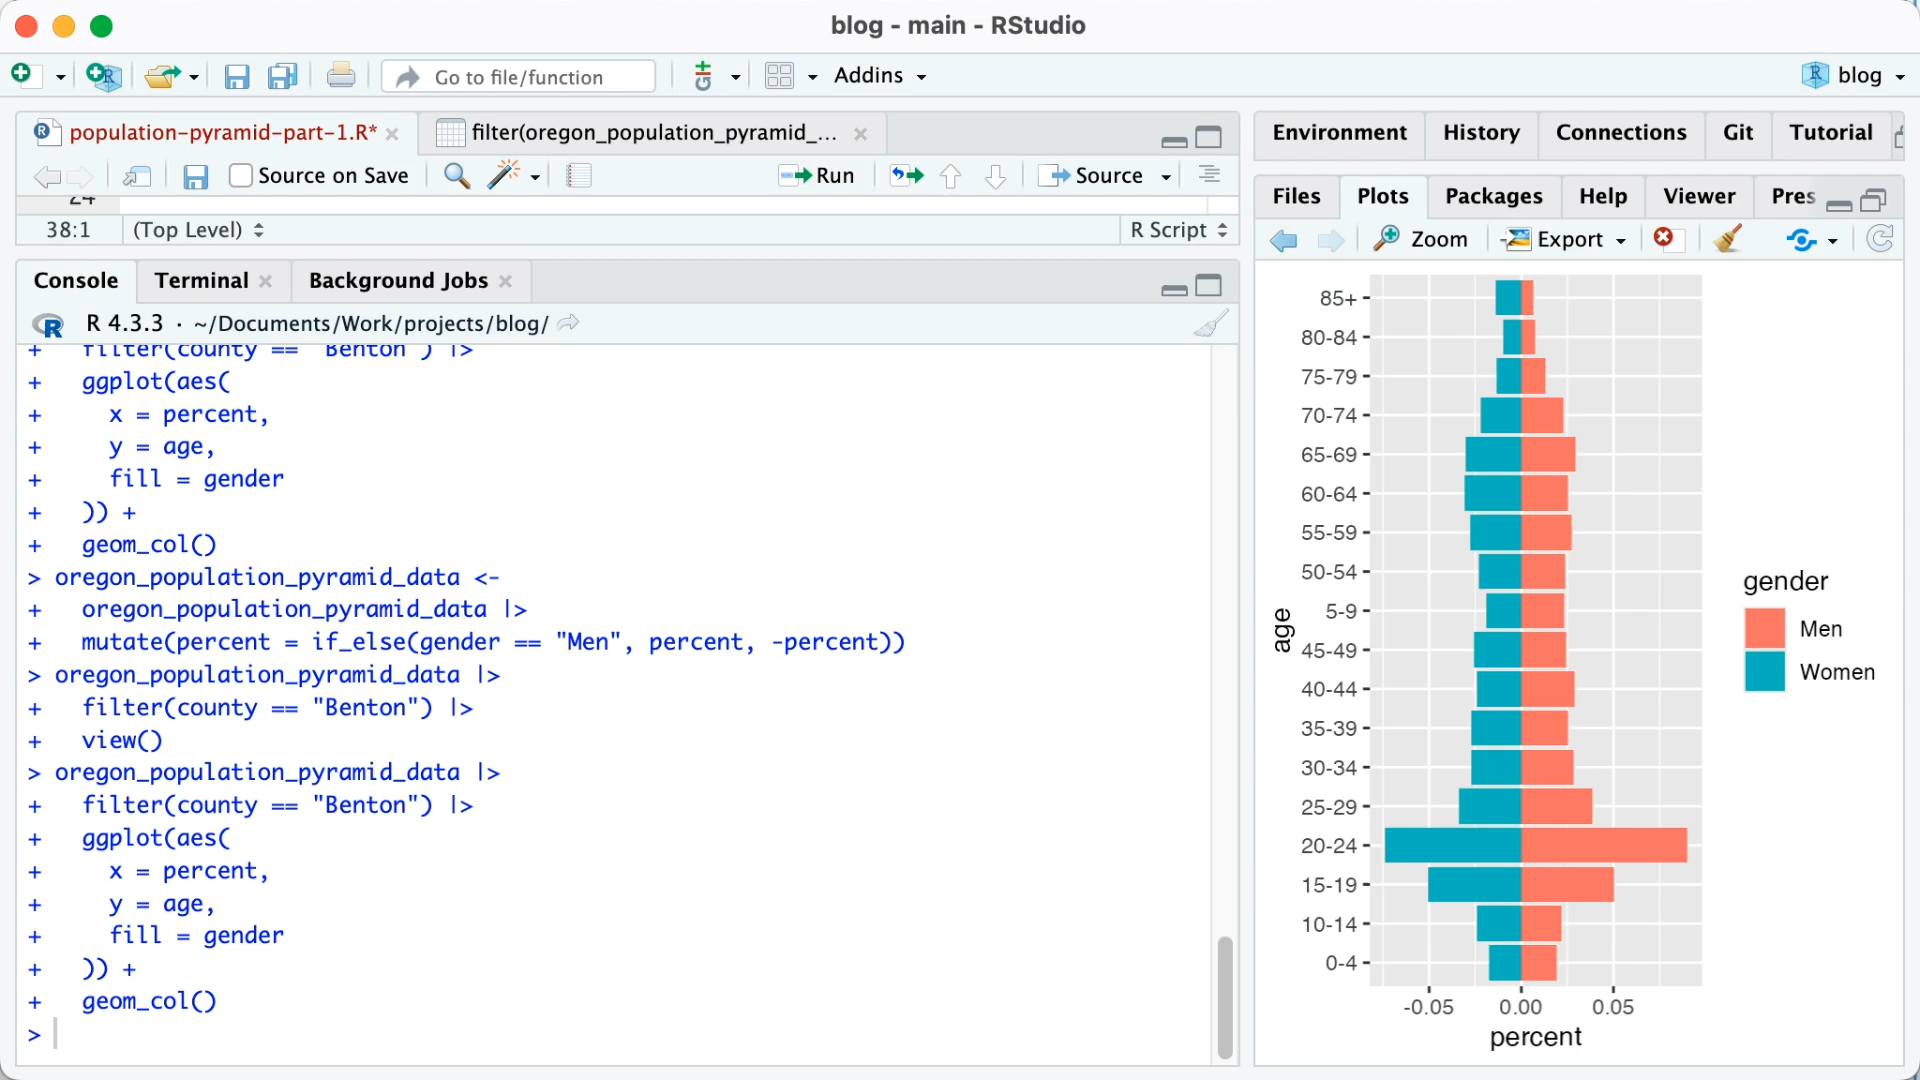 blog - main - RStudio
Go to file/function
Addins
blog
population-pyramid-part-1.R*
filter(oregon_population_pyramid_...
Source on Save
Run
Source
24
38:1
(Top Level)
R Script
Console
Terminal
Background Jobs
R 4.3.3 · ~/Documents/Work/projects/blog/
+   filter(county == "Benton") |>
+   ggplot(aes(
+     x = percent,
+     y = age,
+     fill = gender
+   )) +
+   geom_col()
> oregon_population_pyramid_data <-
+   oregon_population_pyramid_data |>
+   mutate(percent = if_else(gender == "Men", percent, -percent))
> oregon_population_pyramid_data |>
+   filter(county == "Benton") |>
+   view()
> oregon_population_pyramid_data |>
+   filter(county == "Benton") |>
+   ggplot(aes(
+     x = percent,
+     y = age,
+     fill = gender
+   )) +
+   geom_col()
>
Environment
History
Connections
Git
Tutorial
Files
Plots
Packages
Help
Viewer
Pres
Zoom
Export
85+
80-84
75-79
70-74
65-69
60-64
55-59
50-54
5-9
45-49
40-44
35-39
30-34
25-29
20-24
15-19
10-14
0-4
age
-0.05
0.00
0.05
percent
gender
Men
Women